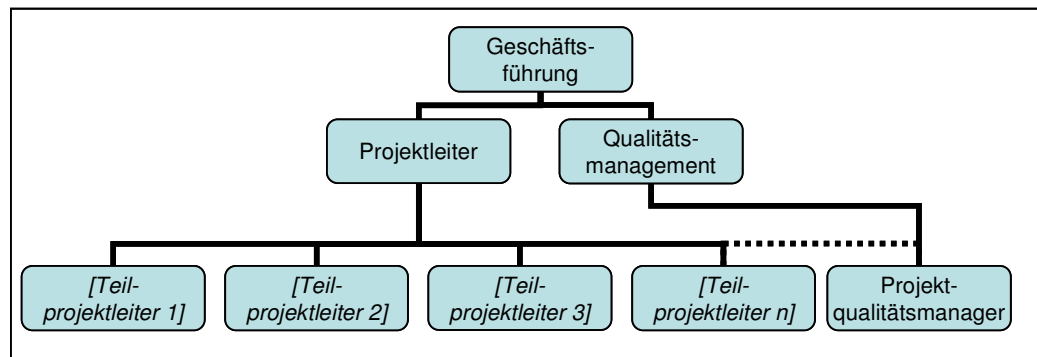 Geschäfts-
führung
Projektleiter
Qualitäts-
management
[Teil-
projektleiter 1]
[Teil-
projektleiter 2]
[Teil-
projektleiter 3]
[Teil-
projektleiter n]
Projekt-
qualitätsmanager